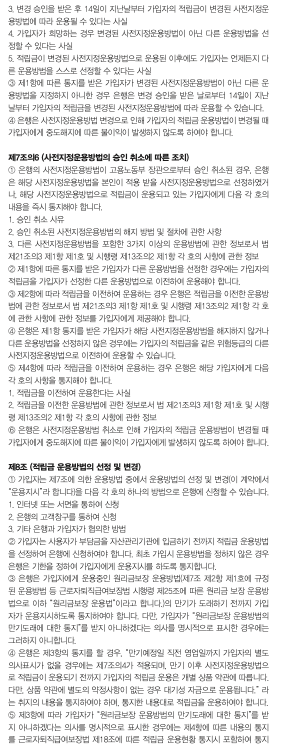 3. 변경 승인을 받은 후 14일이 지난날부터 가입자의 적립금이 변경된 사전지정운
용방법에 따라 운용될 수 있다는 사실
4. 가입자가 희망하는 경우 변경된 사전지정운용방법이 아닌 다른 운용방법을 선
정할 수 있다는 사실
5. 적립금이 변경된 사전지정운용방법으로 운용된 이후에도 가입자는 언제든지 다
른 운용방법을 스스로 선정할 수 있다는 사실
③ 제1항에 따른 통지를 받은 가입자가 변경된 사전지정운용방법이 아닌 다른 운
용방법을 지정하지 아니한 경우 은행은 변경 승인을 받은 날로부터 14일이 지난
날부터 가입자의 적립금을 변경된 사전지정운용방법에 따라 운용할 수 있습니다.
④ 은행은 사전지정운용방법 변경으로 인해 가입자의 적립금 운용방법이 변경될 때
가입자에게 중도해지에 따른 불이익이 발생하지 않도록 하여야 합니다.
제7조의6 (사전지정운용방법의 승인 취소에 따른 조치)
① 은행의 사전지정운용방법이 고용노동부 장관으로부터 승인 취소된 경우, 은행
은 해당 사전지정운용방법을 본인이 적용 받을 사전지정운용방법으로 선정하였거
나, 해당 사전지정운용방법으로 적립금이 운용되고 있는 가입자에게 다음 각 호의
내용을 즉시 통지해야 합니다.
1. 승인 취소 사유
2. 승인 취소된 사전지정운용방법의 해지 방법 및 절차에 관한 사항
3. 다른 사전지정운용방법을 포함한 3가지 이상의 운용방법에 관한 정보로서 법
제21조의3 제1항 제1호 및 시행령 제13조의2 제1항 각 호의 사항에 관한 정보
② 제1항에 따른 통지를 받은 가입자가 다른 운용방법을 선정한 경우에는 가입자의
적립금을 가입자가 선정한 다른 운용방법으로 이전하여 운용해야 합니다.
③ 제2항에 따라 적립금을 이전하여 운용하는 경우 은행은 적립금을 이전한 운용방
법에 관한 정보로서 법 제21조의3 제1항 제1호 및 시행령 제13조의2 제1항 각 호
에 관한 사항에 관한 정보를 가입자에게 제공해야 합니다.
④ 은행은 제1항 통지를 받은 가입자가 해당 사전지정운용방법을 해지하지 않거나
다른 운용방법을 선정하지 않은 경우에는 가입자의 적립금을 같은 위험등급의 다른
사전지정운용방법으로 이전하여 운용할 수 있습니다.
⑤ 제4항에 따라 적립금을 이전하여 운용하는 경우 은행은 해당 가입자에게 다음
각 호의 사항을 통지해야 합니다.
1. 적립금을 이전하여 운용한다는 사실
2. 적립금을 이전한 운용방법에 관한 정보로서 법 제21조의3 제1항 제1호 및 시행
령 제13조의2 제1항 각 호의 사항에 관한 정보
⑥ 은행은 사전지정운용방법 취소로 인해 가입자의 적립금 운용방법이 변경될 때
가입자에게 중도해지에 따른 불이익이 가입자에게 발생하지 않도록 하여야 합니다.
제8조 (적립금 운용방법의 선정 및 변경)
① 가입자는 제7조에 의한 운용방법 중에서 운용방법의 선정 및 변경(이 계약에서
"운용지시"라 합니다)을 다음 각 호의 하나의 방법으로 은행에 신청할 수 있습니다.
1. 인터넷 또는 서면을 통하여 신청
2. 은행의 고객창구를 통하여 신청
3. 기타 은행과 가입자가 협의한 방법
② 가입자는 사용자가 부담금을 자산관리기관에 입금하기 전까지 적립금 운용방법
을 선정하여 은행에 신청하여야 합니다. 최초 가입시 운용방법을 정하지 않은 경우
은행은 기한을 정하여 가입자에게 운용지시를 하도록 통지합니다.
③ 은행은 가입자에게 운용중인 원리금보장 운용방법(제7조 제2항 제1호에 규정
된 운용방법 등 근로자퇴직급여보장법 시행령 제25조에 따른 원리금 보장 운용방
법으로 이하 "원리금보장 운용법"이라고 합니다.)의 만기가 도래하기 전까지 가입
자가 운용지시하도록 통지하여야 합니다. 다만, 가입자가 "원리금보장 운용방법의
만기도래에 대한 통지"를 받지 아니하겠다는 의사를 명시적으로 표시한 경우에는
그러하지 아니합니다.
④ 은행은 제3항의 통지를 할 경우, "만기예정일 직전 영업일까지 가입자의 별도
의사표시가 없을 경우에는 제7조의4가 적용되며, 만기 이후 사전지정운용방법으
로 적립금이 운용되기 전까지 가입자의 적립금 운용은 개별 상품 약관에 따릅니다.
다만, 상품 약관에 별도의 약정사항이 없는 경우 대기성 자금으로 운용됩니다." 라
는 취지의 내용을 통지하여야 하며, 통지한 내용대로 적립금을 운용하여야 합니다.
⑤ 제3항에 따라 가입자가 "원리금보장 운용방법의 만기도래에 대한 통지"를 받
지 아니하겠다는 의사를 명시적으로 표시한 경우에는 제4항에 따른 내용의 통지
를 근로자퇴직급여보장법 제18조에 따른 적립금 운용현황 통지시 포함하여 통지